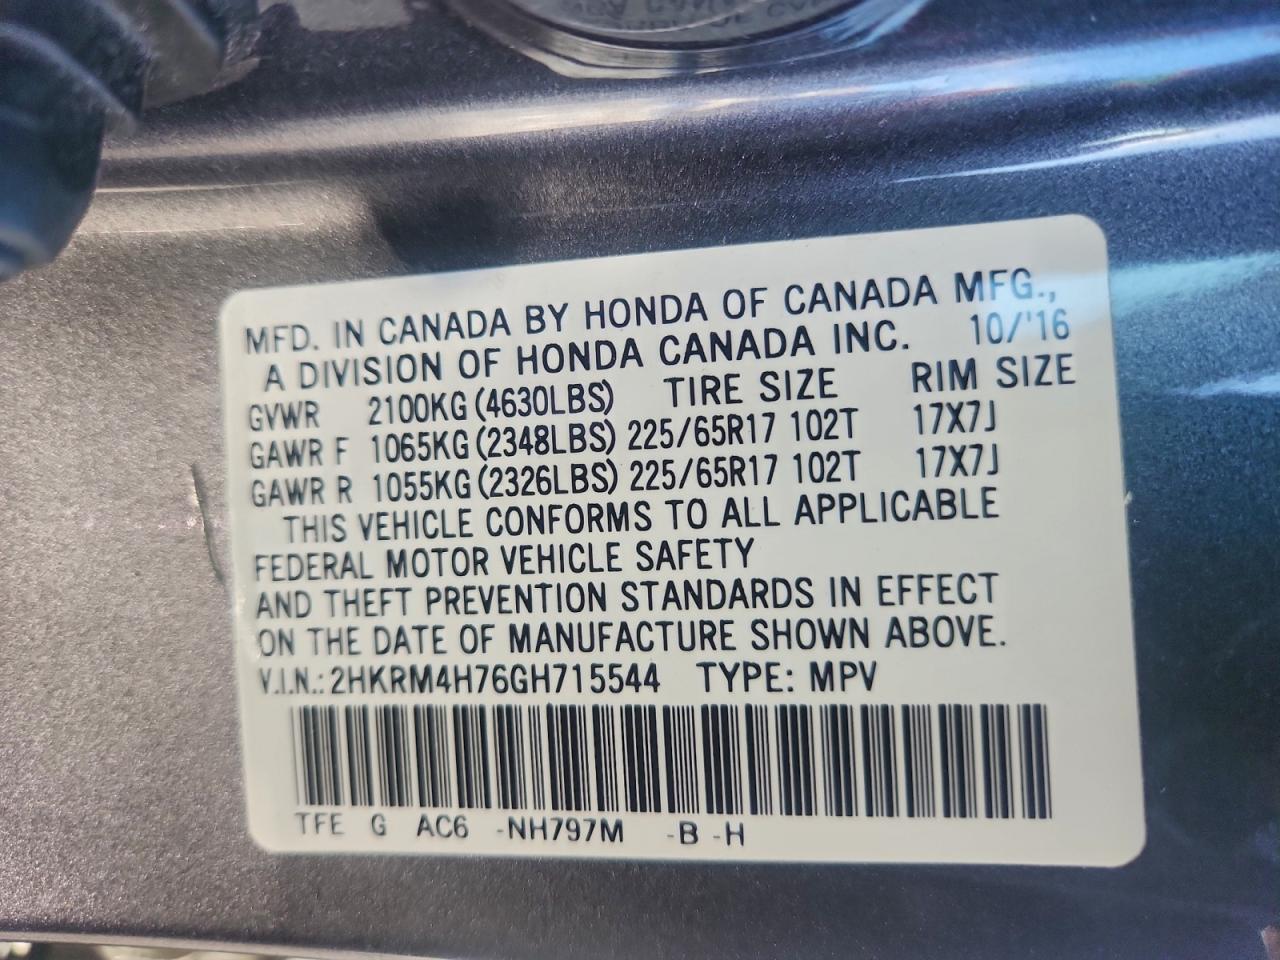 MFD. IN CANADA BY HONDA OF CANADA MFG.,
A DIVISION OF HONDA CANADA INC. 10/'16
GVWR 2100KG (4630LBS) TIRE SIZE RIM SIZE
GAWR F 1065KG (2348LBS) 225/65R17 102T 17X7J
GAWR R 1055KG (2326LBS) 225/65R17 102T 17X7J
THIS VEHICLE CONFORMS TO ALL APPLICABLE
FEDERAL MOTOR VEHICLE SAFETY
AND THEFT PREVENTION STANDARDS IN EFFECT
ON THE DATE OF MANUFACTURE SHOWN ABOVE.
V.I.N.: 2HKRM4H76GH715544 TYPE: MPV
TFE G AC6 -NH797M -B -H